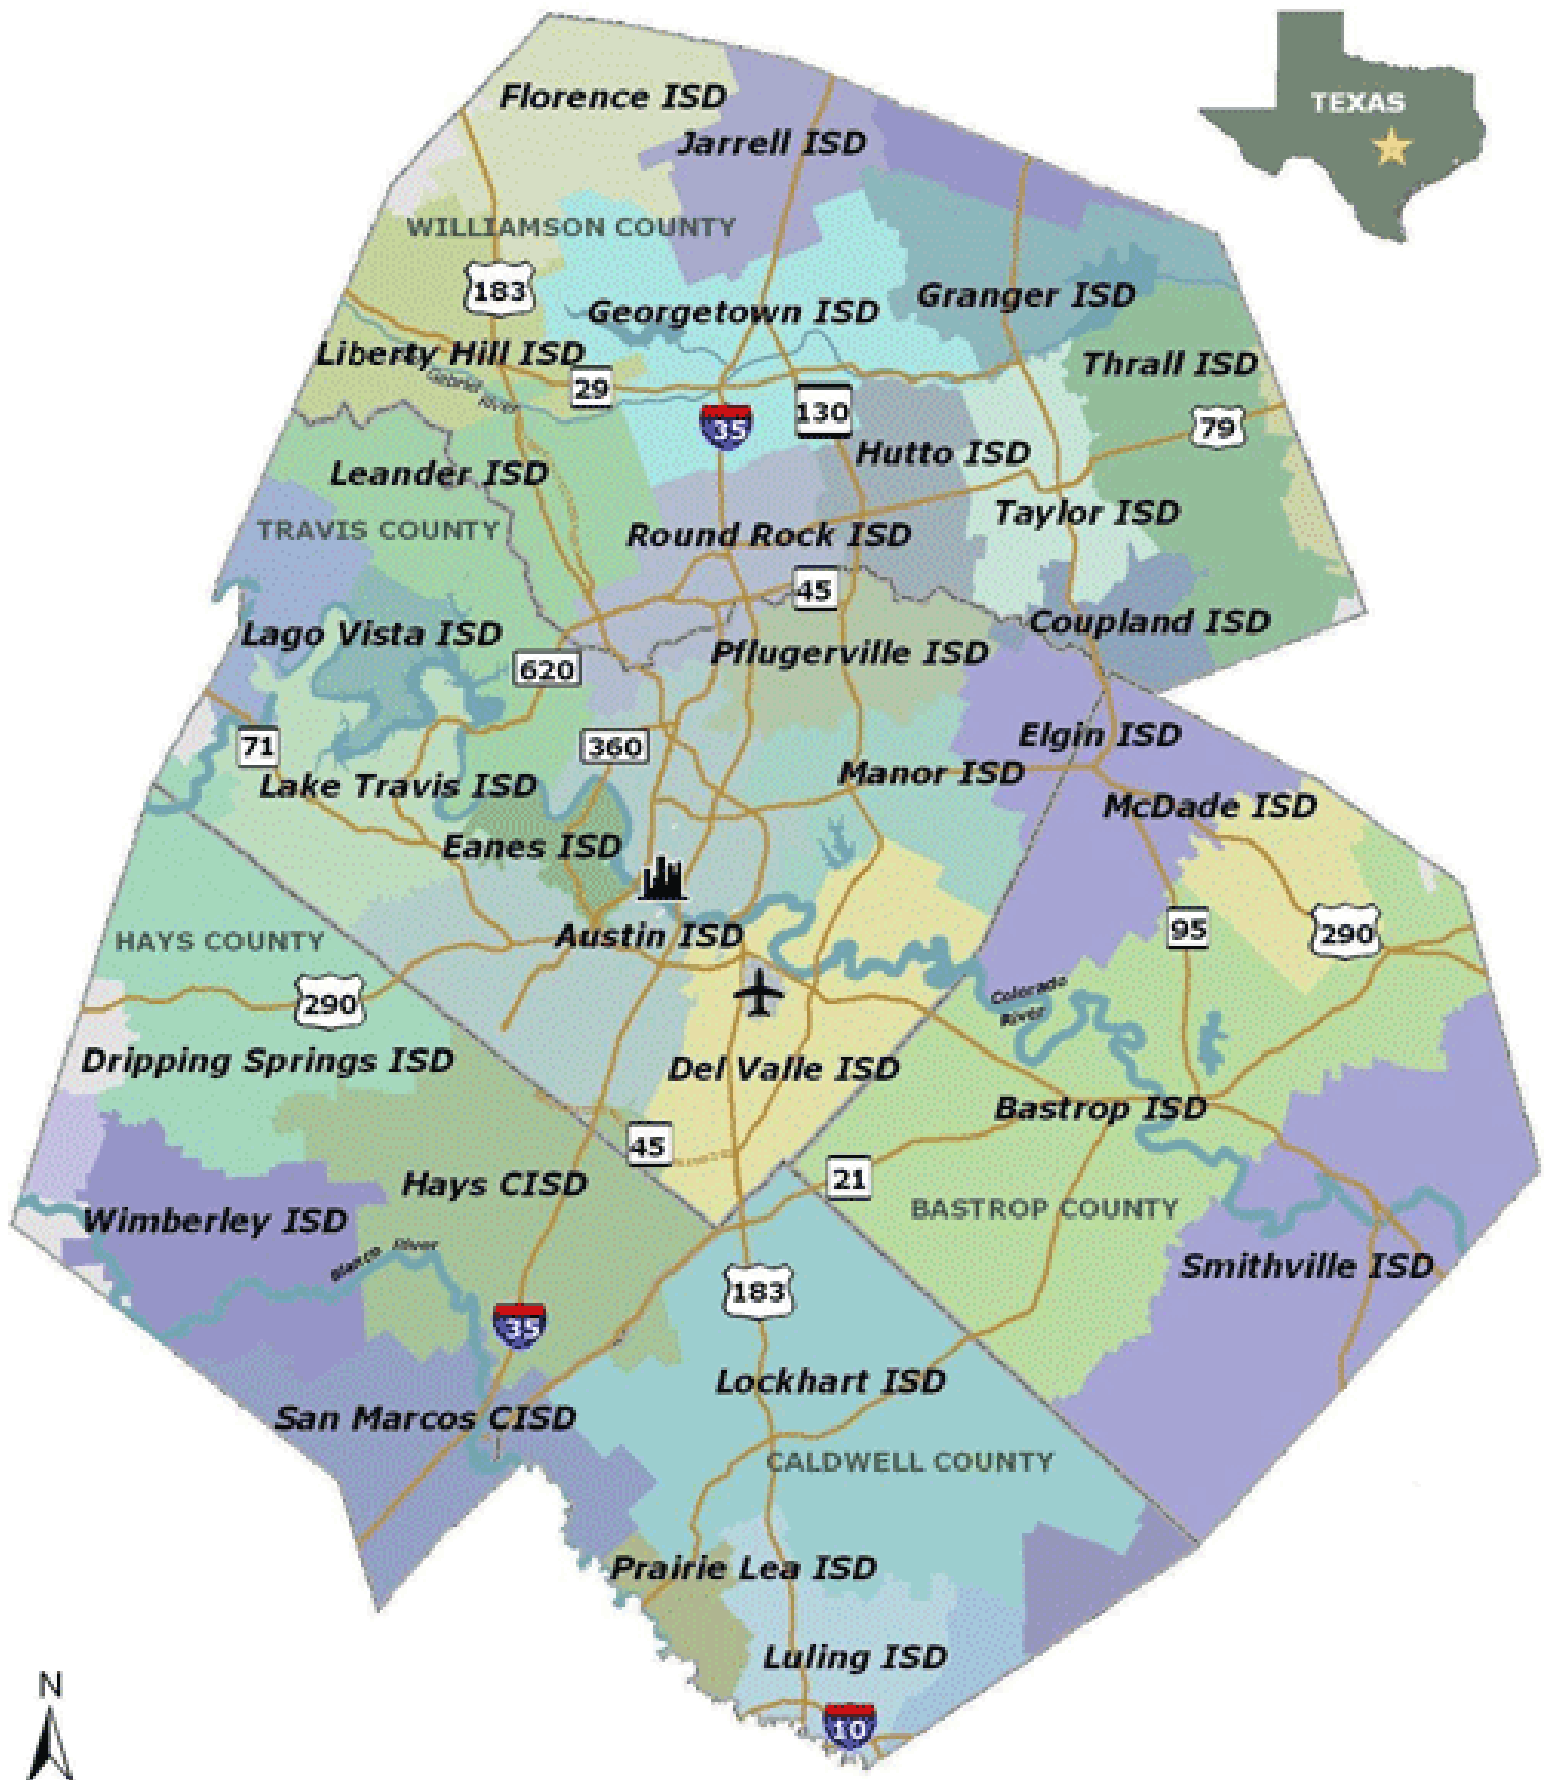 Florence ISD
TEXAS
Jarrell ISD
WILLIAMSON COUNTY
183
Granger ISD
Georgetown ISD
Liberty Hill ISD
Thrall ISD
Gabriel River
29
130
35
79
Hutto ISD
Leander ISD
Taylor ISD
TRAVIS COUNTY
Round Rock ISD
45
Coupland ISD
Lago Vista ISD
Pflugerville ISD
620
Elgin ISD
71
360
Manor ISD
Lake Travis ISD
McDade ISD
Eanes ISD
95
290
Austin ISD
HAYS COUNTY
290
Colorado
River
Dripping Springs ISD
Del Valle ISD
Bastrop ISD
45
21
Hays CISD
BASTROP COUNTY
Wimberley ISD
Blanco River
Smithville ISD
183
35
Lockhart ISD
San Marcos CISD
CALDWELL COUNTY
Prairie Lea ISD
Luling ISD
N
10